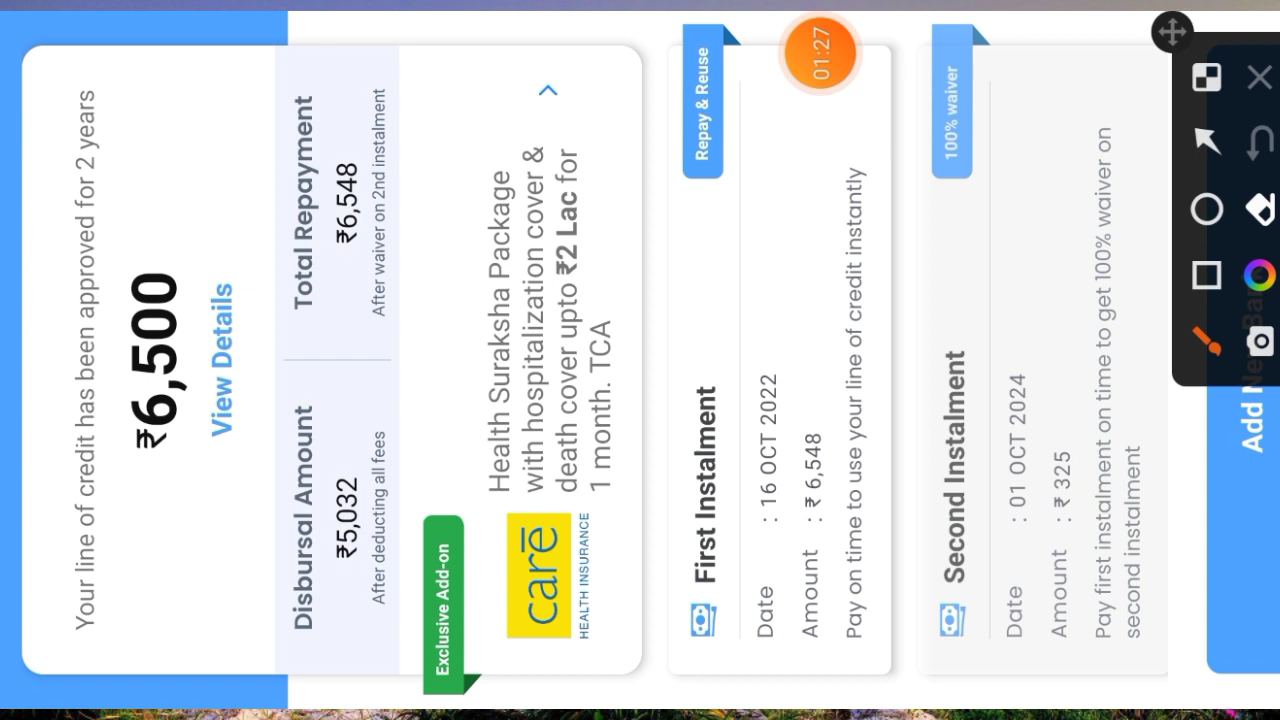 Your line of credit has been approved for 2 years
₹6,500
View Details
Disbursal Amount
₹5,032
After deducting all fees
Total Repayment
₹6,548
After waiver on 2nd instalment
Exclusive Add-on
carē
HEALTH INSURANCE
Health Suraksha Package
with hospitalization cover &
death cover upto ₹2 Lac for
1 month. TCA
Repay & Reuse
01:27
First Instalment
Date : 16 OCT 2022
Amount : ₹ 6,548
Pay on time to use your line of credit instantly
100% waiver
Second Instalment
Date : 01 OCT 2024
Amount : ₹ 325
Pay first instalment on time to get 100% waiver on
second instalment
Add